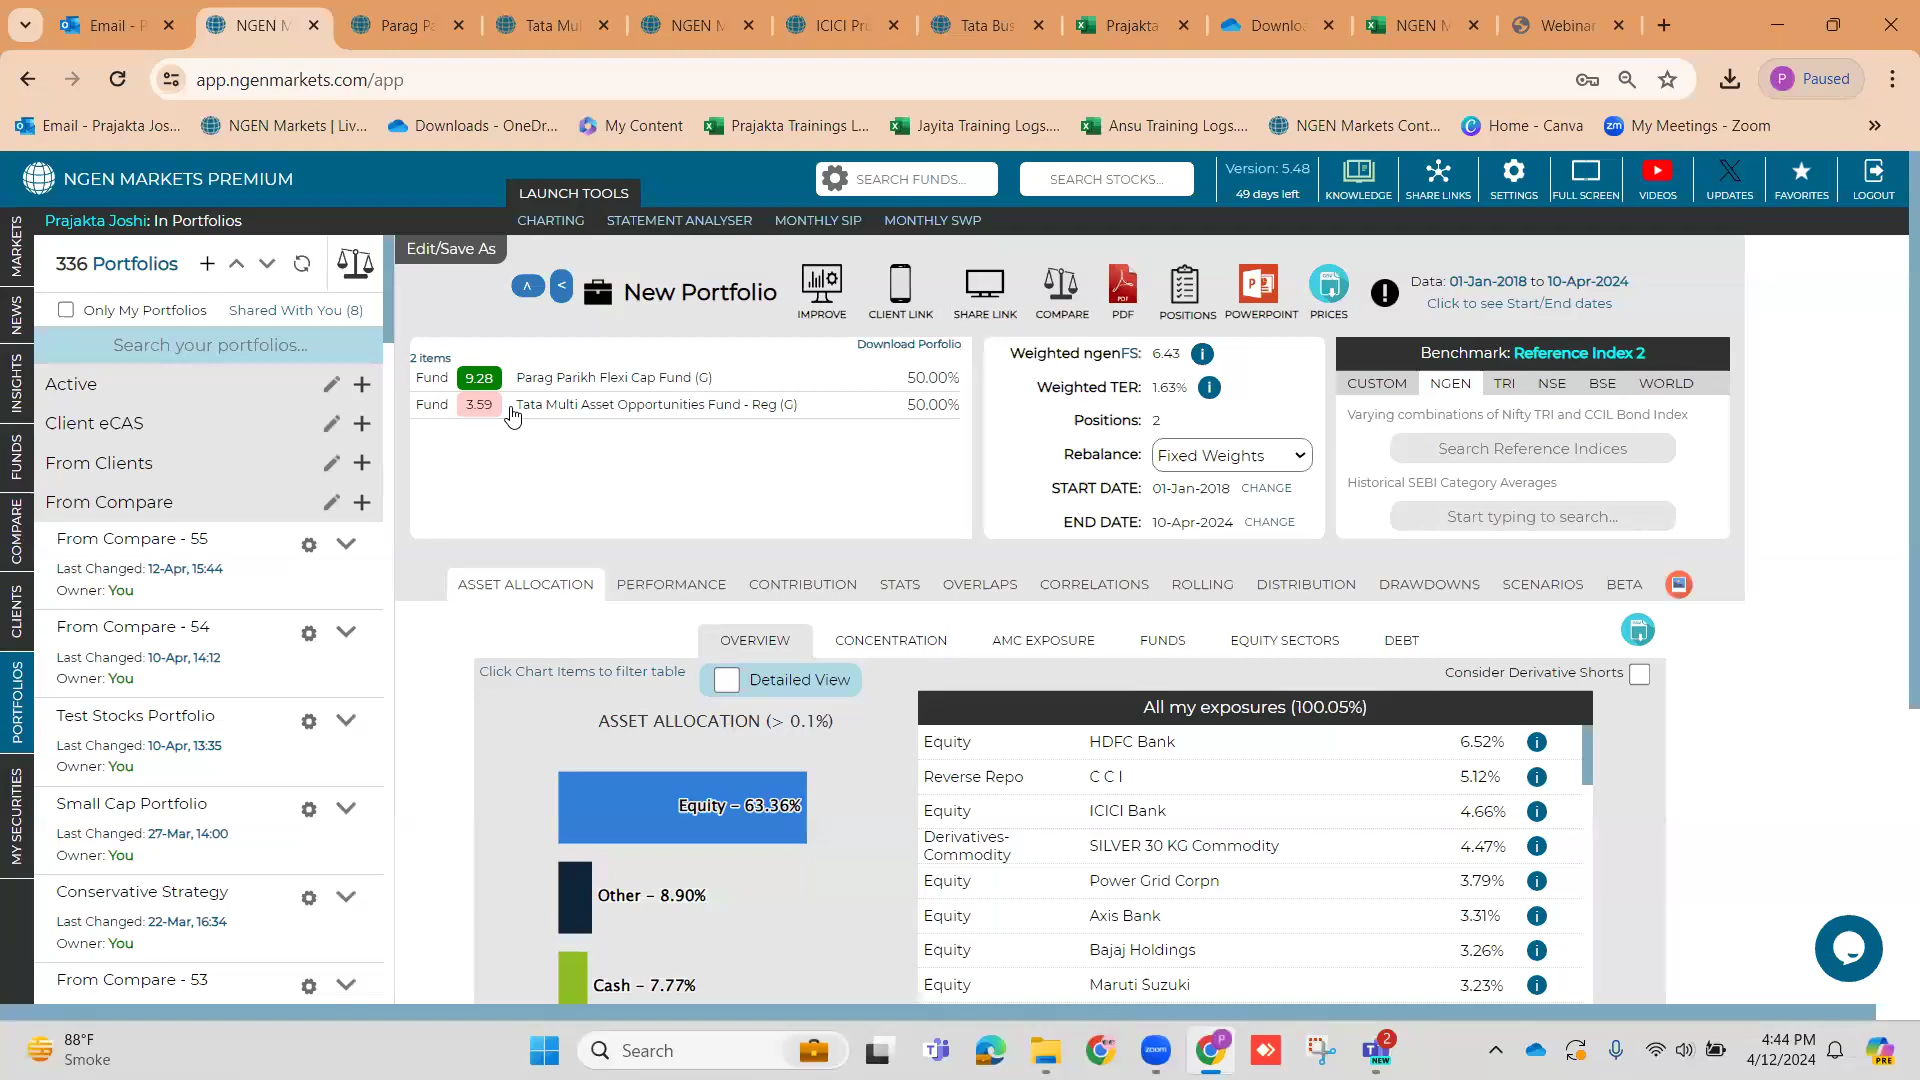 Email - P
NGEN M
Parag Pa
Tata Mul
NGEN M
ICICI Pru
Tata Bus
Prajakta
Downloa
NGEN M
Webinar
app.ngenmarkets.com/app
P Paused
Email - Prajakta Jos...
NGEN Markets | Liv...
Downloads - OneDr...
My Content
Prajakta Trainings L...
Jayita Training Logs....
Ansu Training Logs....
NGEN Markets Cont...
Home - Canva
My Meetings - Zoom
NGEN MARKETS PREMIUM
LAUNCH TOOLS
SEARCH FUNDS...
SEARCH STOCKS...
Version: 5.48
49 days left
KNOWLEDGE
SHARE LINKS
SETTINGS
FULL SCREEN
VIDEOS
UPDATES
FAVORITES
LOGOUT
Prajakta Joshi: In Portfolios
CHARTING
STATEMENT ANALYSER
MONTHLY SIP
MONTHLY SWP
MARKETS
NEWS
INSIGHTS
FUNDS
COMPARE
CLIENTS
PORTFOLIOS
MY SECURITIES
336 Portfolios
Only My Portfolios
Shared With You (8)
Search your portfolios...
Active
Client eCAS
From Clients
From Compare
From Compare - 55
Last Changed: 12-Apr, 15:44
Owner: You
From Compare - 54
Last Changed: 10-Apr, 14:12
Owner: You
Test Stocks Portfolio
Last Changed: 10-Apr, 13:35
Owner: You
Small Cap Portfolio
Last Changed: 27-Mar, 14:00
Owner: You
Conservative Strategy
Last Changed: 22-Mar, 16:34
Owner: You
From Compare - 53
Edit/Save As
New Portfolio
IMPROVE
CLIENT LINK
SHARE LINK
COMPARE
PDF
PDF
POSITIONS
POWERPOINT
PRICES
Data: 01-Jan-2018 to 10-Apr-2024
Click to see Start/End dates
2 items
Download Porfolio
Fund 9.28 Parag Parikh Flexi Cap Fund (G) 50.00%
Fund 3.59 Tata Multi Asset Opportunities Fund - Reg (G) 50.00%
Weighted ngenFS: 6.43
Weighted TER: 1.63%
Positions: 2
Rebalance: Fixed Weights
START DATE: 01-Jan-2018 CHANGE
END DATE: 10-Apr-2024 CHANGE
Benchmark: Reference Index 2
CUSTOM NGEN TRI NSE BSE WORLD
Varying combinations of Nifty TRI and CCIL Bond Index
Search Reference Indices
Historical SEBI Category Averages
Start typing to search...
ASSET ALLOCATION
PERFORMANCE
CONTRIBUTION
STATS
OVERLAPS
CORRELATIONS
ROLLING
DISTRIBUTION
DRAWDOWNS
SCENARIOS
BETA
OVERVIEW
CONCENTRATION
AMC EXPOSURE
FUNDS
EQUITY SECTORS
DEBT
Click Chart Items to filter table
Detailed View
Consider Derivative Shorts
ASSET ALLOCATION (> 0.1%)
Equity – 63.36%
Other – 8.90%
Cash – 7.77%
All my exposures (100.05%)
Equity HDFC Bank 6.52%
Reverse Repo C C I 5.12%
Equity ICICI Bank 4.66%
Derivatives-Commodity SILVER 30 KG Commodity 4.47%
Equity Power Grid Corpn 3.79%
Equity Axis Bank 3.31%
Equity Bajaj Holdings 3.26%
Equity Maruti Suzuki 3.23%
88°F
Smoke
Search
zoom
2
NEW
4:44 PM
4/12/2024
PRE